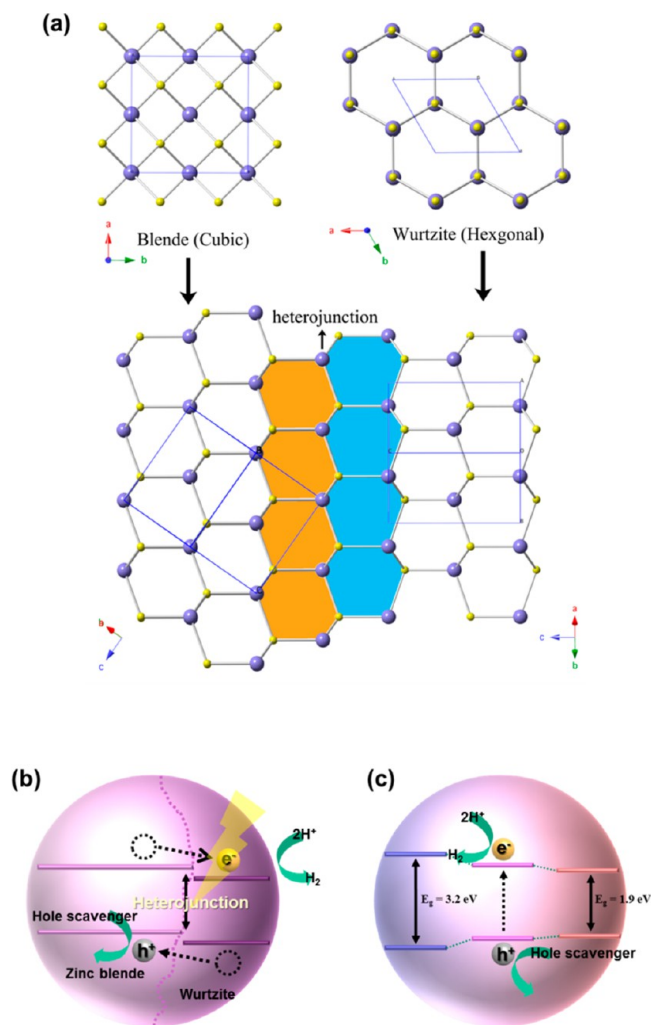 (a)
Blende (Cubic)
Wurtzite (Hexgonal)
a
b
a
b
heterojunction
b
c
a
c
b
(b)
e-
2H+
H2
Heterojunction
Hole scavenger
h+
Zinc blende
Wurtzite
(c)
2H+
e-
H2
Eg = 3.2 eV
Eg = 1.9 eV
h+
Hole scavenger